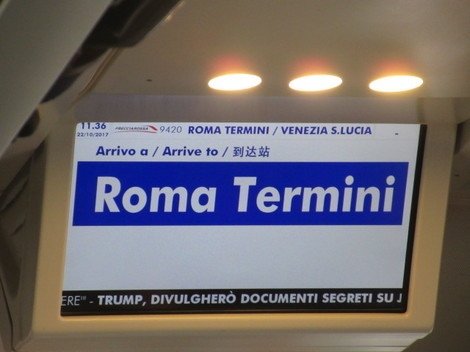 11.36 FRECCIAROSSA 9420 ROMA TERMINI / VENEZIA S.LUCIA
22/10/2017
Arrivo a / Arrive to / 到达站
Roma Termini
ERE" - TRUMP, DIVULGHERÒ DOCUMENTI SEGRETI SU J